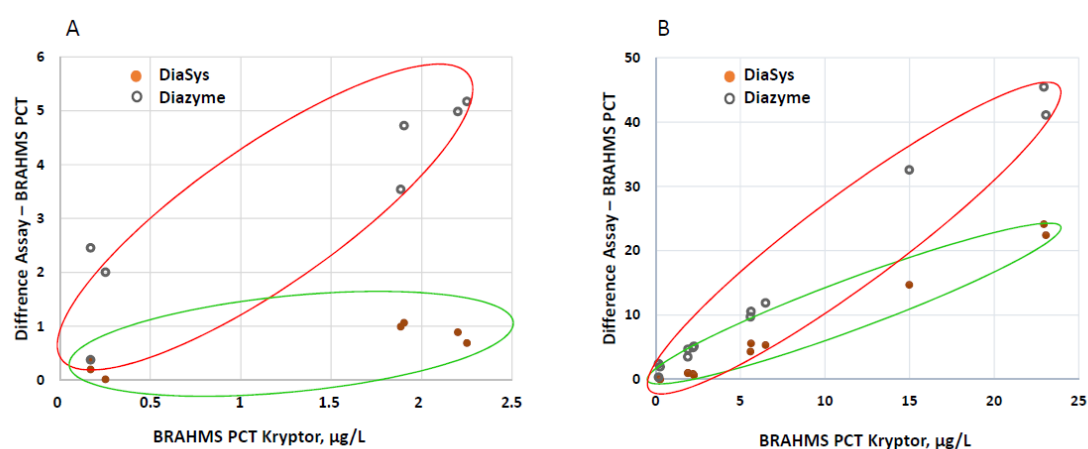 A
Difference Assay – BRAHMS PCT
6
5
4
3
2
1
0
DiaSys
Diazyme
0
0.5
1
1.5
2
2.5
BRAHMS PCT Kryptor, µg/L
B
Difference Assay – BRAHMS PCT
50
40
30
20
10
0
DiaSys
Diazyme
0
5
10
15
20
25
BRAHMS PCT Kryptor, µg/L